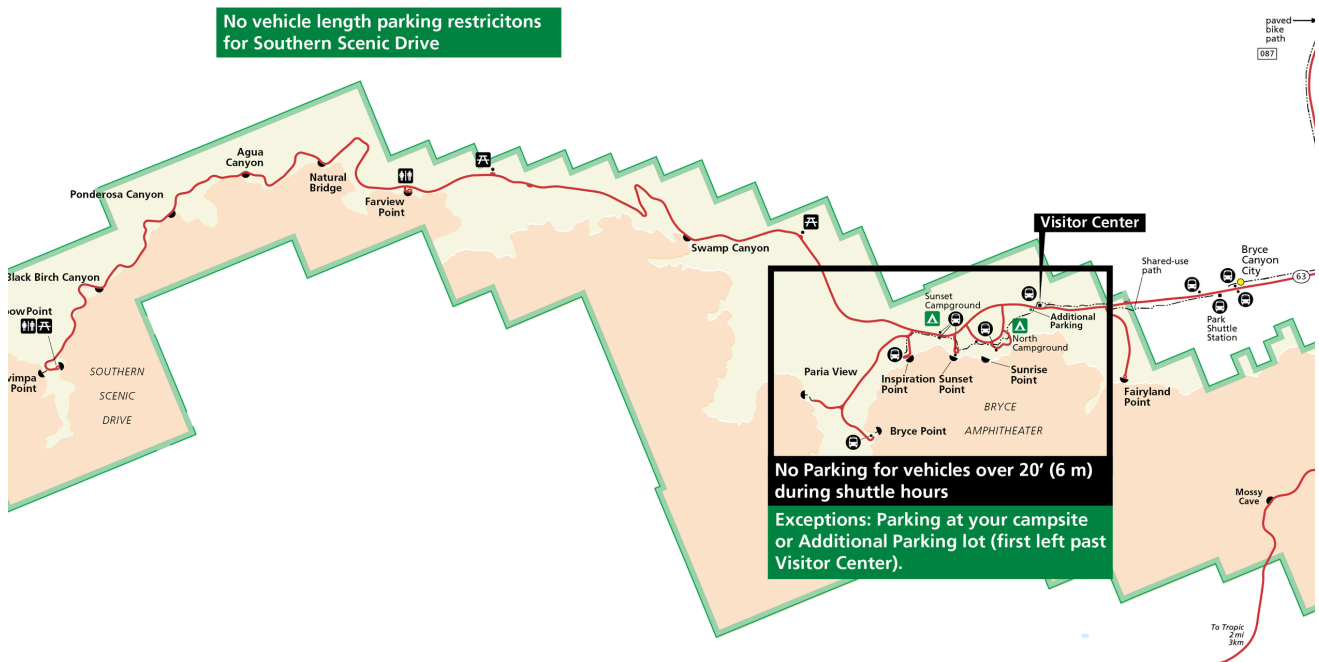 No vehicle length parking restricitons
for Southern Scenic Drive
paved
bike
path
087
Agua
Canyon
Natural
Bridge
Ponderosa Canyon
Farview
Point
Swamp Canyon
Visitor Center
Black Birch Canyon
Shared-use
path
Bryce
Canyon
City
63
Park
Shuttle
Station
owPoint
vimpa
Point
SOUTHERN
SCENIC
DRIVE
Sunset
Campground
Additional
Parking
North
Campground
Paria View
Inspiration
Point
Sunset
Point
Sunrise
Point
Fairyland
Point
BRYCE
AMPHITHEATER
Bryce Point
No Parking for vehicles over 20’ (6 m)
during shuttle hours
Exceptions: Parking at your campsite
or Additional Parking lot (first left past
Visitor Center).
Mossy
Cave
To Tropic
2 mi
3km